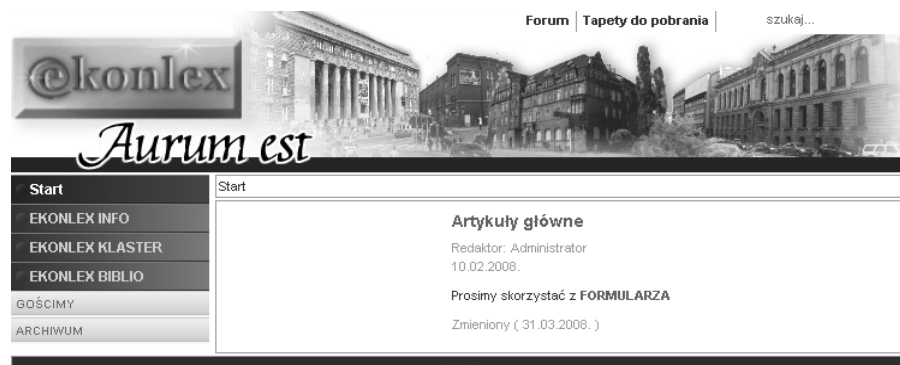 Forum Tapety do pobrania szukaj...
@konlex
Aurum est
Start
Start
EKONLEX INFO
EKONLEX KLASTER
EKONLEX BIBLIO
GOŚCIMY
ARCHIWUM
Artykuły główne
Redaktor: Administrator
10.02.2008.
Prosimy skorzystać z FORMULARZA
Zmieniony ( 31.03.2008. )